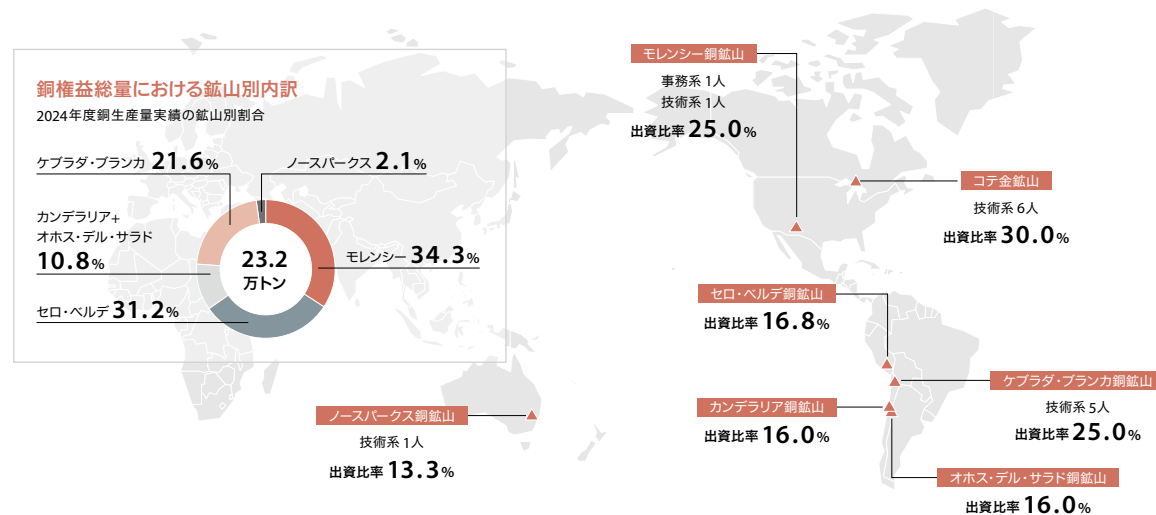 銅権益総量における鉱山別内訳
2024年度銅生産量実績の鉱山別割合
ケブラダ・ブランカ 21.6%
ノースパークス 2.1%
カンデラリア+
オホス・デル・サラド
10.8%
23.2
万トン
モレンシー 34.3%
セロ・ベルデ 31.2%
モレンシー銅鉱山
事務系 1人
技術系 1人
出資比率 25.0%
コテ金鉱山
技術系 6人
出資比率 30.0%
セロ・ベルデ銅鉱山
出資比率 16.8%
ケブラダ・ブランカ銅鉱山
技術系 5人
出資比率 25.0%
カンデラリア銅鉱山
出資比率 16.0%
ノースパークス銅鉱山
技術系 1人
出資比率 13.3%
オホス・デル・サラド銅鉱山
出資比率 16.0%